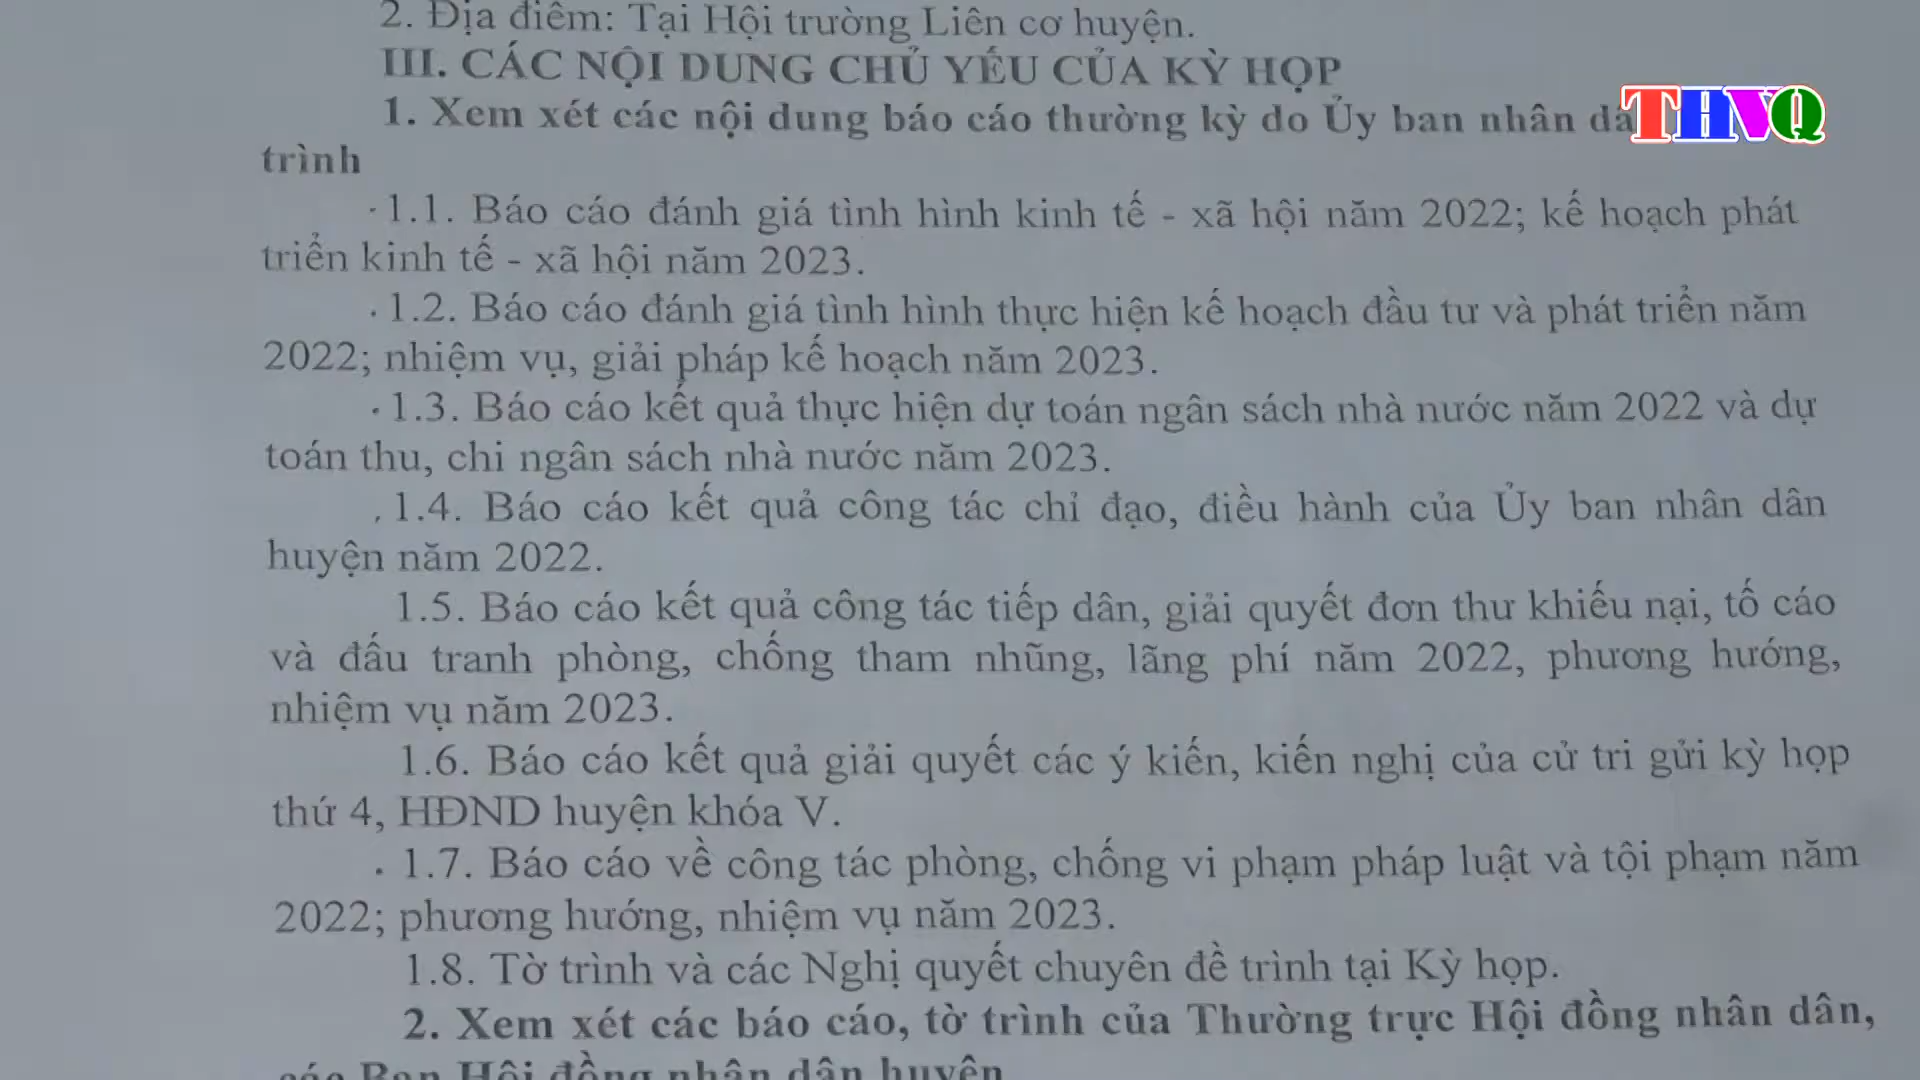 2. Địa điểm: Tại Hội trường Liên cơ huyện.
III. CÁC NỘI DUNG CHỦ YẾU CỦA KỲ HỌP
1. Xem xét các nội dung báo cáo thường kỳ do Ủy ban nhân
THVQ
trình
1.1. Báo cáo đánh giá tình hình kinh tế - xã hội năm 2022; kế hoạch phát
triển kinh tế - xã hội năm 2023.
1.2. Báo cáo đánh giá tình hình thực hiện kế hoạch đầu tư và phát triển năm
2022; nhiệm vụ, giải pháp kế hoạch năm 2023.
1.3. Báo cáo kết quả thực hiện dự toán ngân sách nhà nước năm 2022 và dự
toán thu, chi ngân sách nhà nước năm 2023.
1.4. Báo cáo kết quả công tác chỉ đạo, điều hành của Ủy ban nhân dân
huyện năm 2022.
1.5. Báo cáo kết quả công tác tiếp dân, giải quyết đơn thư khiếu nại, tố cáo
và đấu tranh phòng, chống tham nhũng, lãng phí năm 2022, phương hướng,
nhiệm vụ năm 2023.
1.6. Báo cáo kết quả giải quyết các ý kiến, kiến nghị của cử tri gửi kỳ họp
thứ 4, HĐND huyện khóa V.
1.7. Báo cáo về công tác phòng, chống vi phạm pháp luật và tội phạm năm
2022; phương hướng, nhiệm vụ năm 2023.
1.8. Tờ trình và các Nghị quyết chuyên đề trình tại Kỳ họp.
2. Xem xét các báo cáo, tờ trình của Thường trực Hội đồng nhân dân,
các Ban Hội đồng nhân dân huyện